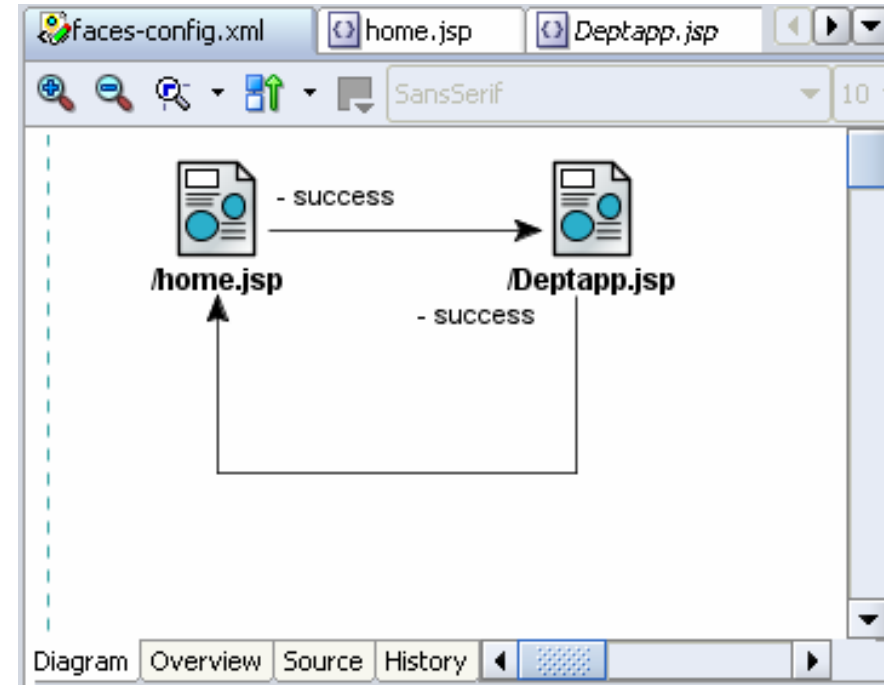 faces-config.xml home.jsp Deptapp.jsp
SansSerif 10
- success
/home.jsp /Deptapp.jsp
- success
Diagram Overview Source History